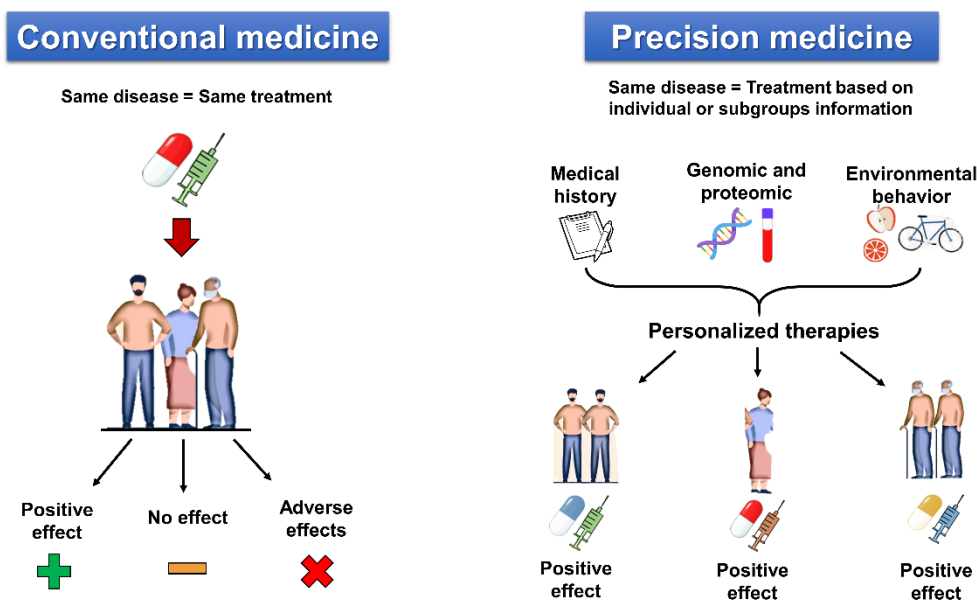 Conventional medicine
Same disease = Same treatment
Positive
effect
No effect
Adverse
effects
Precision medicine
Same disease = Treatment based on
individual or subgroups information
Medical
history
Genomic and
proteomic
Environmental
behavior
Personalized therapies
Positive
effect
Positive
effect
Positive
effect